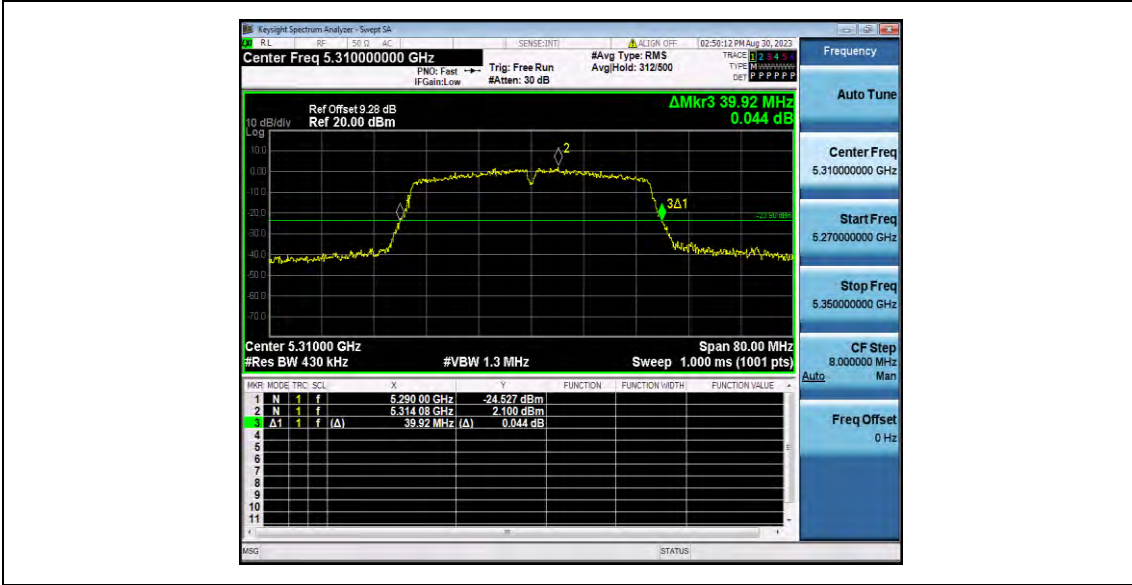 Keysight Spectrum Analyzer - Swept SA
RL RF 50 Ω AC SENSE:INT ALIGN OFF 02:50:12 PM Aug 30, 2023
Center Freq 5.310000000 GHz #Avg Type: RMS TRACE 1 2 3 4 5 6
PNO: Fast Trig: Free Run Avg|Hold: 312/500 TYPE M
IFGain:Low #Atten: 30 dB DET P P P P P P
Frequency
Auto Tune
Center Freq
5.310000000 GHz
Start Freq
5.270000000 GHz
Stop Freq
5.350000000 GHz
CF Step
8.000000 MHz
Auto Man
Freq Offset
0 Hz
ΔMkr3 39.92 MHz
0.044 dB
Ref Offset 9.28 dB
10 dB/div Ref 20.00 dBm
Log
10.0
0.00
-10.0
-20.0
-30.0
-40.0
-50.0
-60.0
-70.0
2
3Δ1
Center 5.31000 GHz Span 80.00 MHz
#Res BW 430 kHz #VBW 1.3 MHz Sweep 1.000 ms (1001 pts)
MKR MODE TRC SCL X Y FUNCTION FUNCTION WIDTH FUNCTION VALUE
1 N 1 f 5.290 00 GHz -24.527 dBm
2 N 1 f 5.314 08 GHz 2.100 dBm
3 Δ1 1 f (Δ) 39.92 MHz (Δ) 0.044 dB
4
5
6
7
8
9
10
11
MSG STATUS